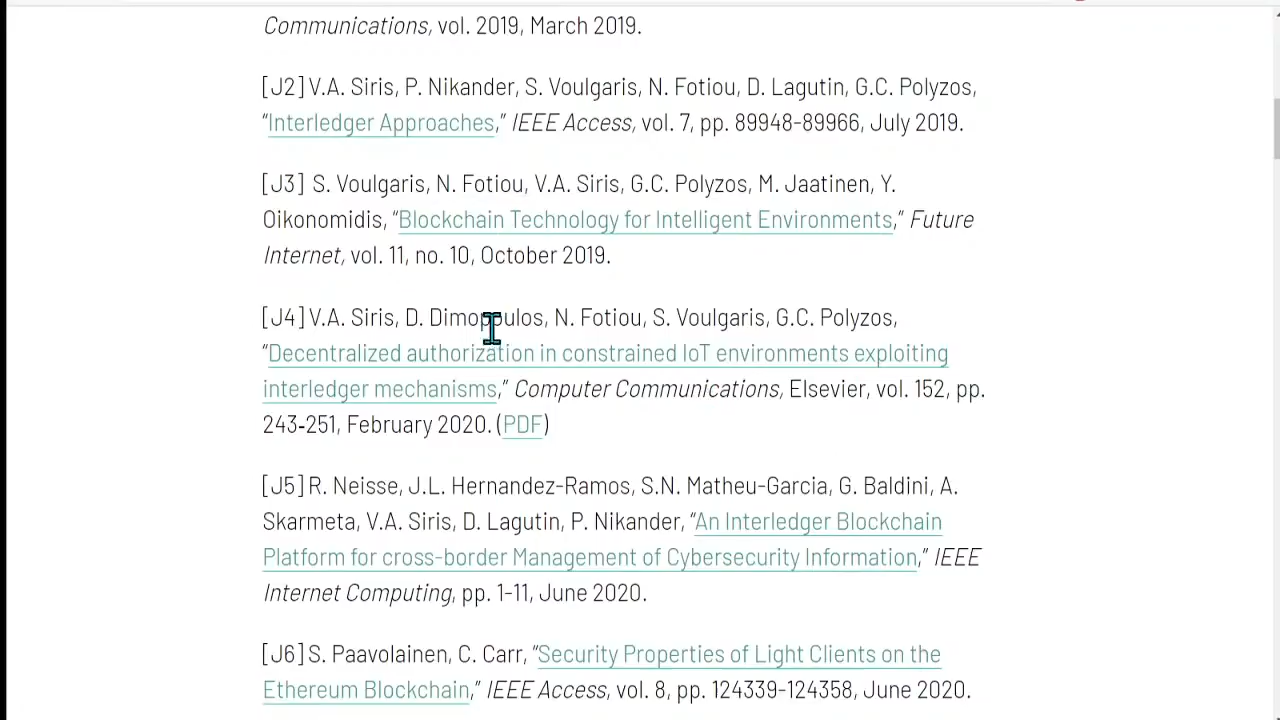 Communications, vol. 2019, March 2019.
[J2] V.A. Siris, P. Nikander, S. Voulgaris, N. Fotiou, D. Lagutin, G.C. Polyzos,
“Interledger Approaches,” IEEE Access, vol. 7, pp. 89948-89966, July 2019.
[J3] S. Voulgaris, N. Fotiou, V.A. Siris, G.C. Polyzos, M. Jaatinen, Y.
Oikonomidis, “Blockchain Technology for Intelligent Environments,” Future
Internet, vol. 11, no. 10, October 2019.
[J4] V.A. Siris, D. Dimopoulos, N. Fotiou, S. Voulgaris, G.C. Polyzos,
“Decentralized authorization in constrained IoT environments exploiting
interledger mechanisms,” Computer Communications, Elsevier, vol. 152, pp.
243-251, February 2020. (PDF)
[J5] R. Neisse, J.L. Hernandez-Ramos, S.N. Matheu-Garcia, G. Baldini, A.
Skarmeta, V.A. Siris, D. Lagutin, P. Nikander, “An Interledger Blockchain
Platform for cross-border Management of Cybersecurity Information,” IEEE
Internet Computing, pp. 1-11, June 2020.
[J6] S. Paavolainen, C. Carr, “Security Properties of Light Clients on the
Ethereum Blockchain,” IEEE Access, vol. 8, pp. 124339-124358, June 2020.